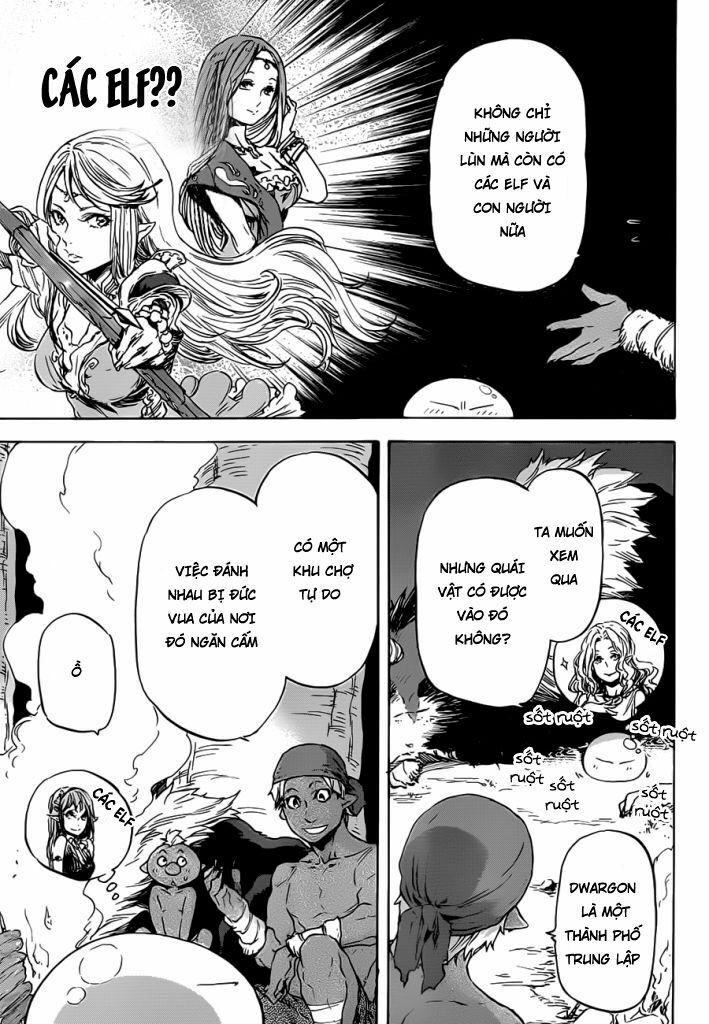 KHÔNG CHỈ
NHỮNG NGƯỜI
LÙN MÀ CÒN CÓ
CÁC ELF VÀ
CON NGƯỜI
NỮA
CÁC ELF??
TA MUỐN
XEM
QUA
NHƯNG QUÁI
VẬT CÓ ĐƯỢC
VÀO ĐÓ
KHÔNG?
CÁC ELF
SỐT RUỘT
SỐT RUỘT
SỐT
RUỘT
SỐT
RUỘT
SỐT
RUỘT
DWARGON
LÀ MỘT
THÀNH PHỐ
TRUNG LẬP
CÓ MỘT
KHU CHỢ
TỰ DO
VIỆC ĐÁNH
NHAU BỊ ĐỨC
VUA CỦA NƠI
ĐÓ NGĂN CẤM
Ồ
CÁC ELF